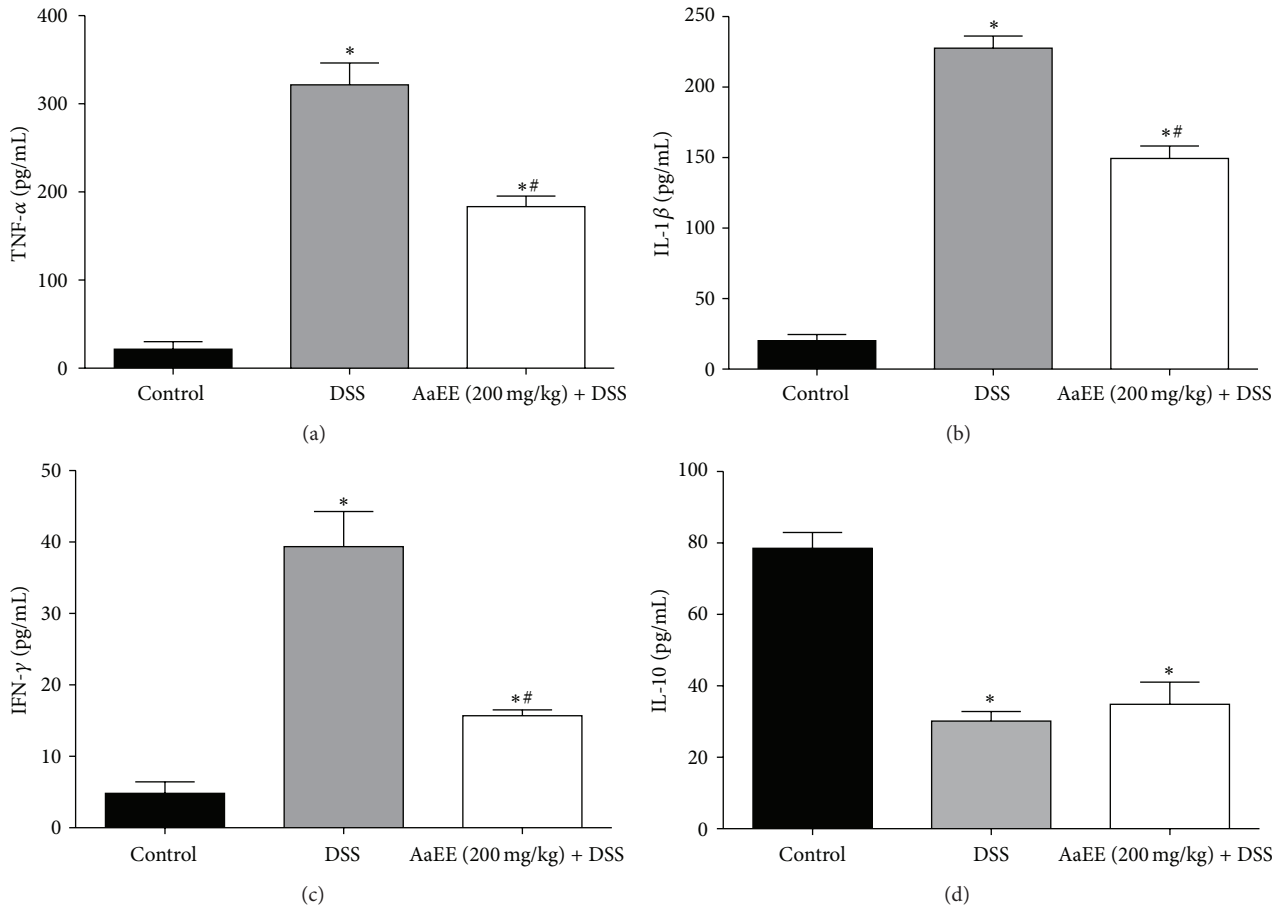 400
300
200
100
0
TNF-α (pg/mL)
*
*#
Control
DSS
AaEE (200 mg/kg) + DSS
(a)
250
200
150
100
50
0
IL-1β (pg/mL)
*
*#
Control
DSS
AaEE (200 mg/kg) + DSS
(b)
50
40
30
20
10
0
IFN-γ (pg/mL)
*
*#
Control
DSS
AaEE (200 mg/kg) + DSS
(c)
100
80
60
40
20
0
IL-10 (pg/mL)
*
*
Control
DSS
AaEE (200 mg/kg) + DSS
(d)